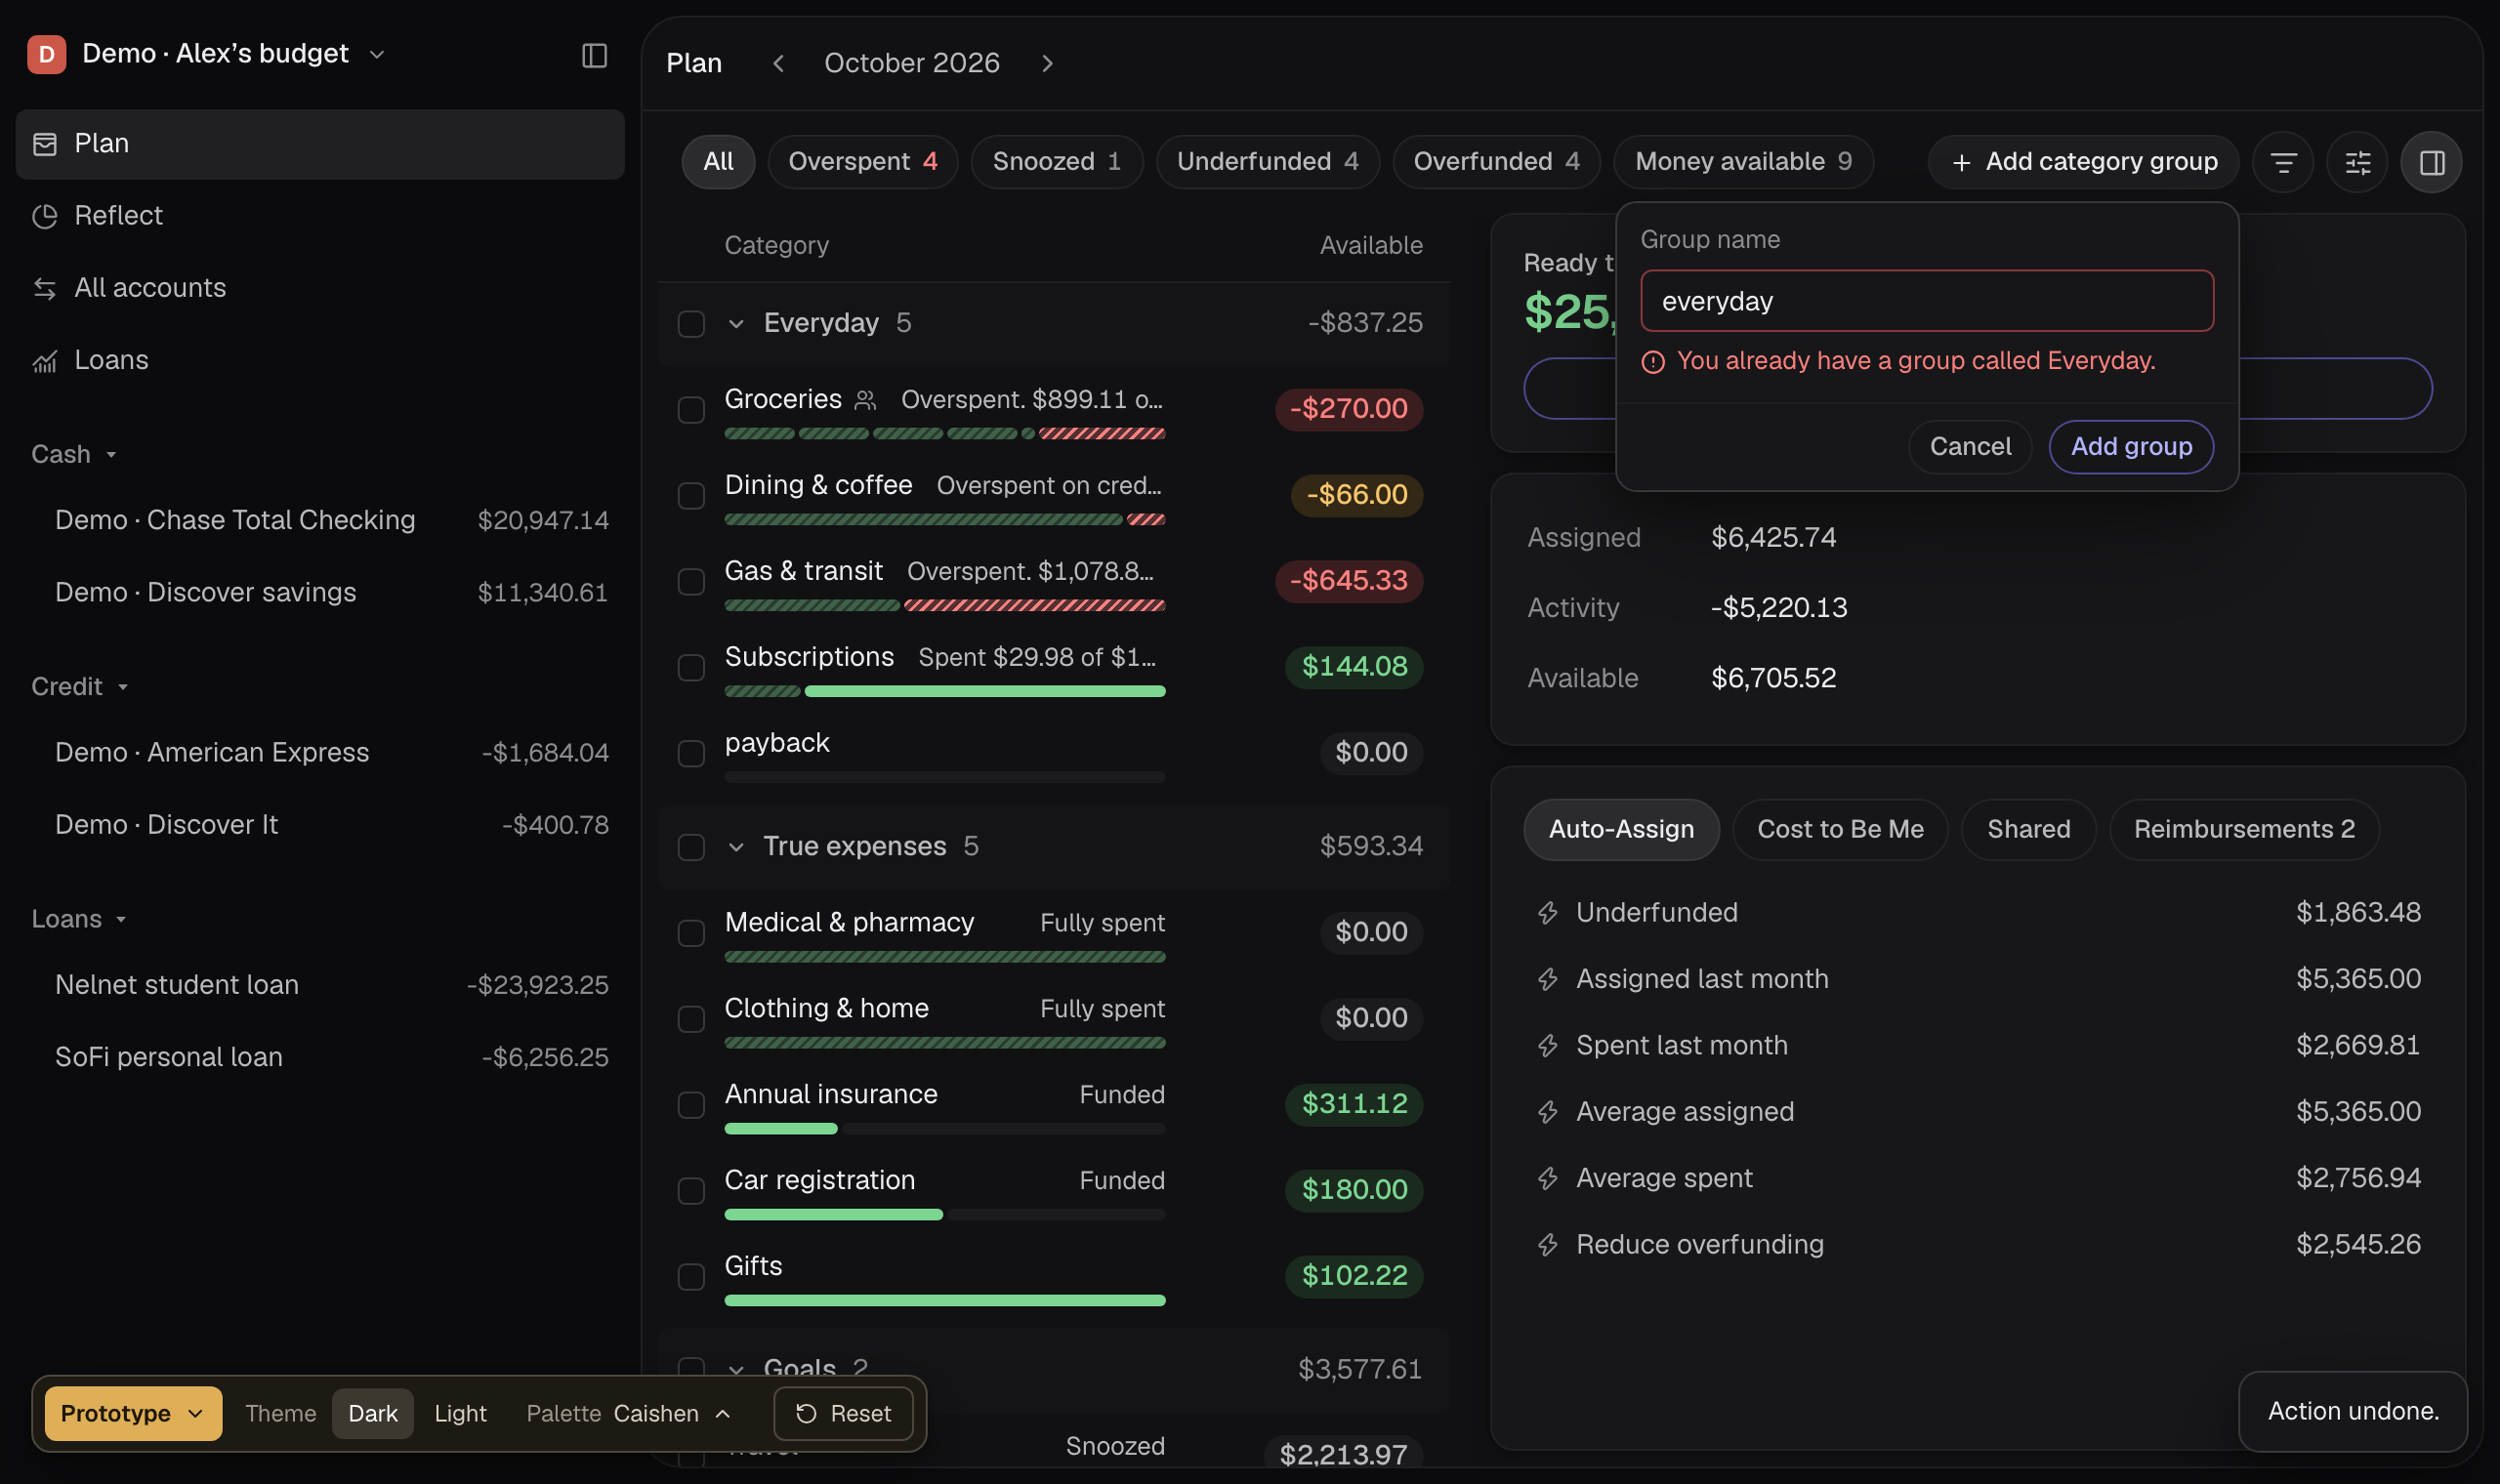 D Demo · Alex’s budget
Plan
Reflect
All accounts
Loans
Cash
Demo · Chase Total Checking $20,947.14
Demo · Discover savings $11,340.61
Credit
Demo · American Express -$1,684.04
Demo · Discover It -$400.78
Loans
Nelnet student loan -$23,923.25
SoFi personal loan -$6,256.25
Plan October 2026
All Overspent 4 Snoozed 1 Underfunded 4 Overfunded 4 Money available 9 + Add category group
Category Available
Everyday 5 -$837.25
Groceries Overspent. $899.11 o… -$270.00
Dining & coffee Overspent on cred… -$66.00
Gas & transit Overspent. $1,078.8… -$645.33
Subscriptions Spent $29.98 of $1… $144.08
payback $0.00
True expenses 5 $593.34
Medical & pharmacy Fully spent $0.00
Clothing & home Fully spent $0.00
Annual insurance Funded $311.12
Car registration Funded $180.00
Gifts $102.22
Goals 2 $3,577.61
Snoozed $2,213.97
Group name
everyday
You already have a group called Everyday.
Cancel Add group
Ready t
$25,
Assigned $6,425.74
Activity -$5,220.13
Available $6,705.52
Auto-Assign Cost to Be Me Shared Reimbursements 2
Underfunded $1,863.48
Assigned last month $5,365.00
Spent last month $2,669.81
Average assigned $5,365.00
Average spent $2,756.94
Reduce overfunding $2,545.26
Prototype Theme Dark Light Palette Caishen Reset
Action undone.